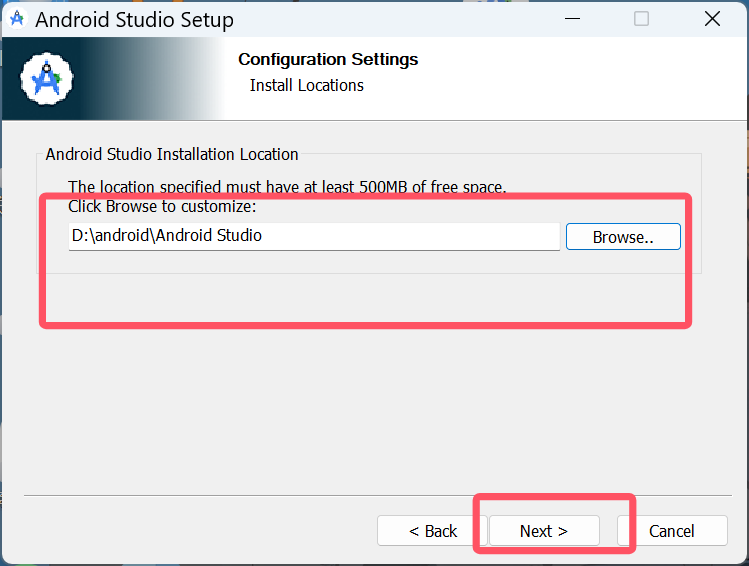 Android Studio Setup
Configuration Settings
Install Locations
Android Studio Installation Location
The location specified must have at least 500MB of free space.
Click Browse to customize:
D:\android\Android Studio
Browse..
< Back
Next >
Cancel